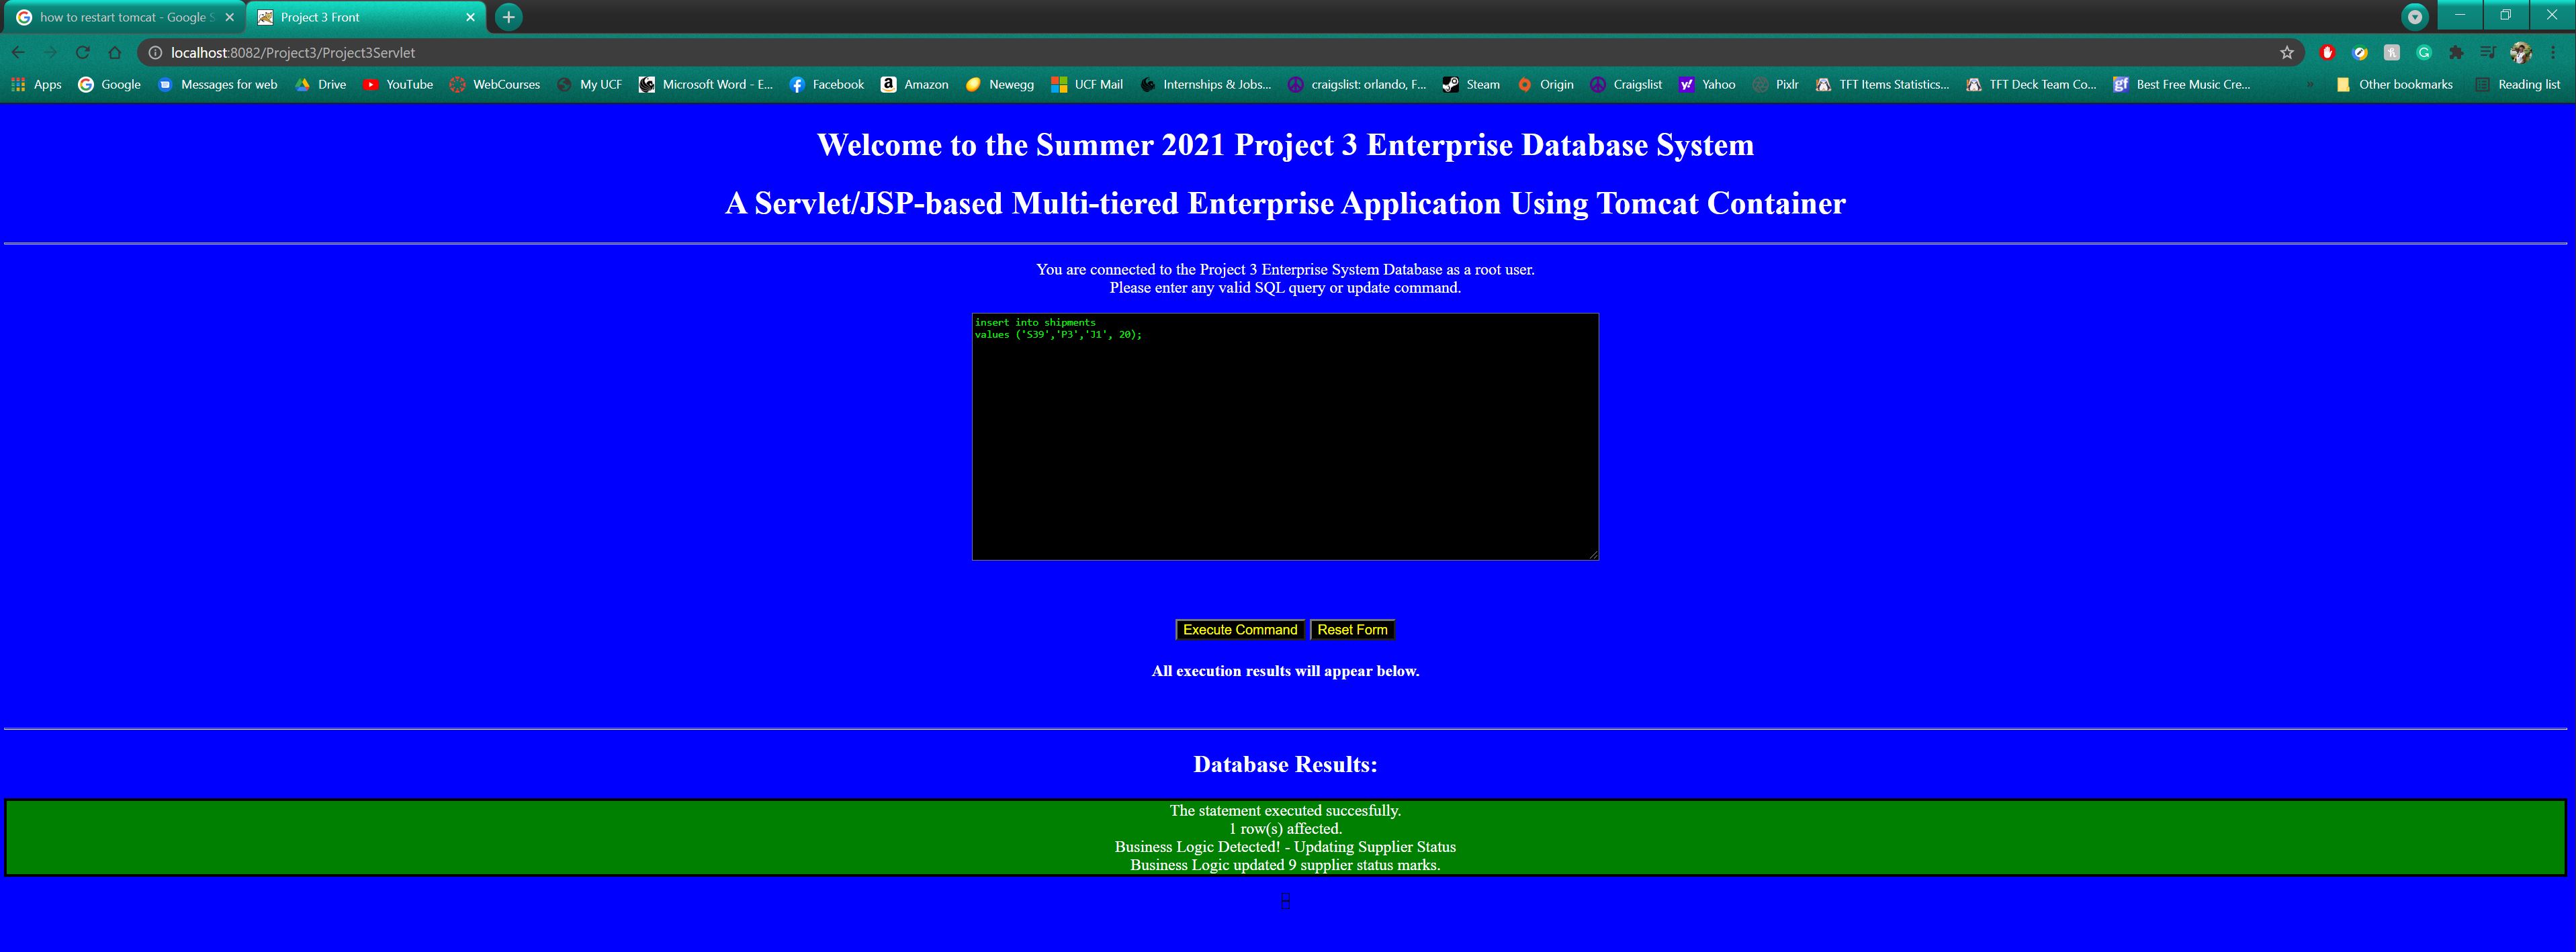 how to restart tomcat - Google S
Project 3 Front
localhost:8082/Project3/Project3Servlet
Apps
Google
Messages for web
Drive
YouTube
WebCourses
My UCF
Microsoft Word - E...
Facebook
Amazon
Newegg
UCF Mail
Internships & Jobs...
craigslist: orlando, F...
Steam
Origin
Craigslist
Yahoo
Pixlr
TFT Items Statistics...
TFT Deck Team Co...
Best Free Music Cre...
»
Other bookmarks
Reading list
Welcome to the Summer 2021 Project 3 Enterprise Database System
A Servlet/JSP-based Multi-tiered Enterprise Application Using Tomcat Container
You are connected to the Project 3 Enterprise System Database as a root user.
Please enter any valid SQL query or update command.
insert into shipments
values ('S39','P3','J1', 20);
Execute Command Reset Form
All execution results will appear below.
Database Results:
The statement executed succesfully.
1 row(s) affected.
Business Logic Detected! - Updating Supplier Status
Business Logic updated 9 supplier status marks.